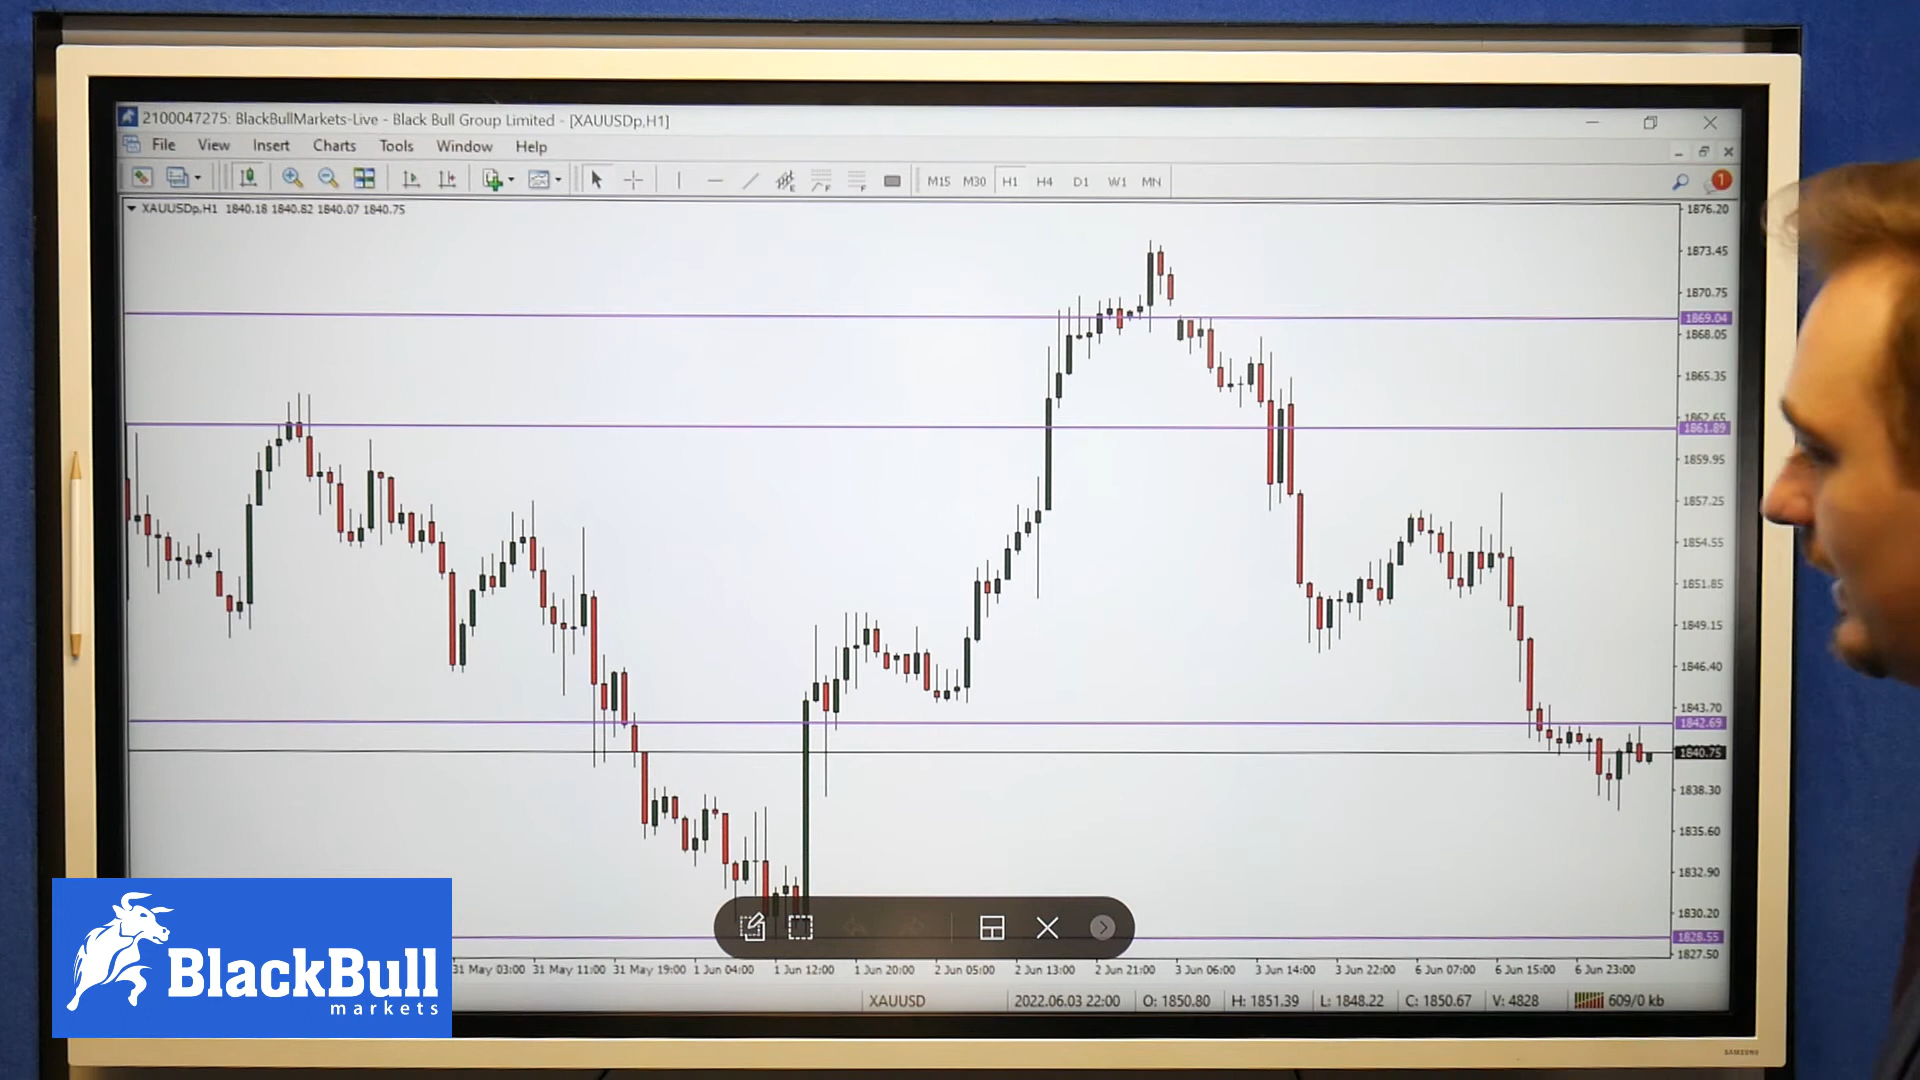 2100047275: BlackBullMarkets-Live - Black Bull Group Limited - [XAUUSDp,H1]
File View Insert Charts Tools Window Help
M15 M30 H1 H4 D1 W1 MN
1
XAUUSDp,H1 1840.18 1840.82 1840.07 1840.75
1876.20
1873.45
1870.75
1869.04
1868.05
1865.35
1862.65
1861.89
1859.95
1857.25
1854.55
1851.85
1849.15
1846.40
1843.70
1842.69
1840.75
1838.30
1835.60
1832.90
1830.20
1828.55
1827.50
31 May 03:00 31 May 11:00 31 May 19:00 1 Jun 04:00 1 Jun 12:00 1 Jun 20:00 2 Jun 05:00 2 Jun 13:00 2 Jun 21:00 3 Jun 06:00 3 Jun 14:00 3 Jun 22:00 6 Jun 07:00 6 Jun 15:00 6 Jun 23:00
XAUUSD 2022.06.03 22:00 O: 1850.80 H: 1851.39 L: 1848.22 C: 1850.67 V: 4828 609/0 kb
BlackBull
markets
SAMSUNG